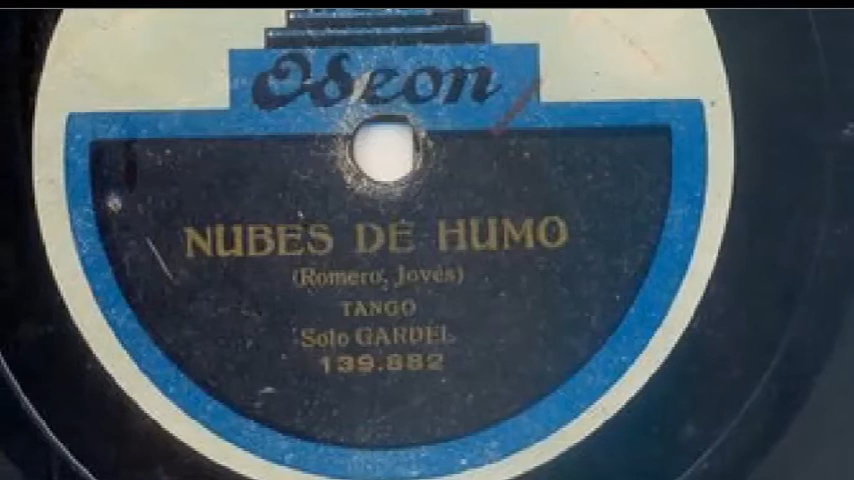 Odeon
NUBES DE HUMO
(Romero, Jovés)
TANGO
Solo GARDEL
139.882